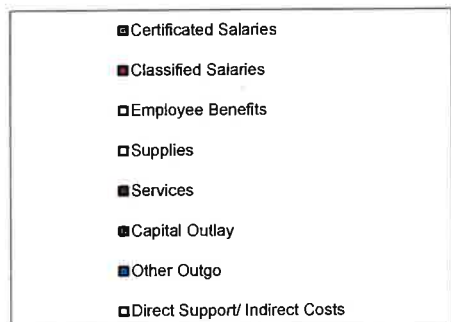 Certificated Salaries
Classified Salaries
Employee Benefits
Supplies
Services
Capital Outlay
Other Outgo
Direct Support/ Indirect Costs